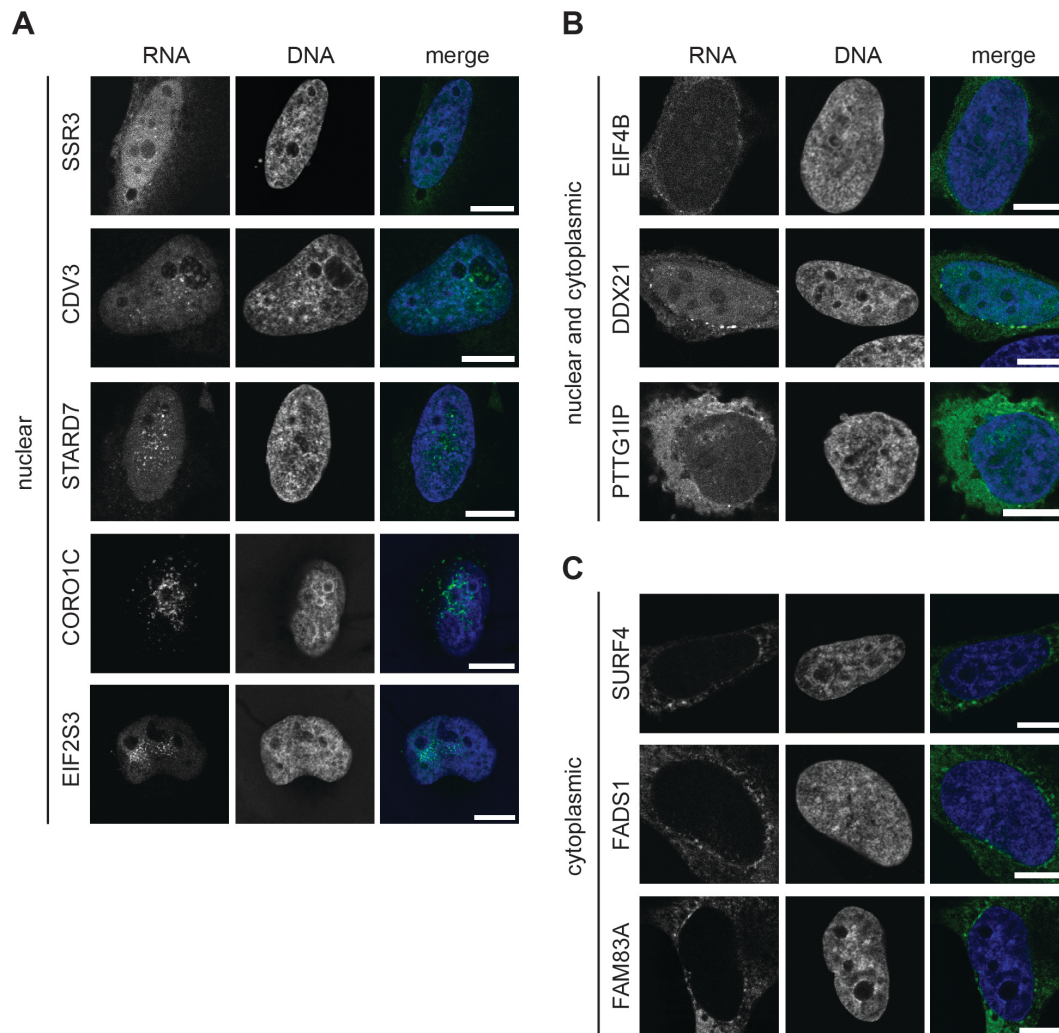 A
RNA DNA merge
nuclear
SSR3
CDV3
STARD7
CORO1C
EIF2S3
B
RNA DNA merge
nuclear and cytoplasmic
EIF4B
DDX21
PTTG1IP
C
cytoplasmic
SURF4
FADS1
FAM83A